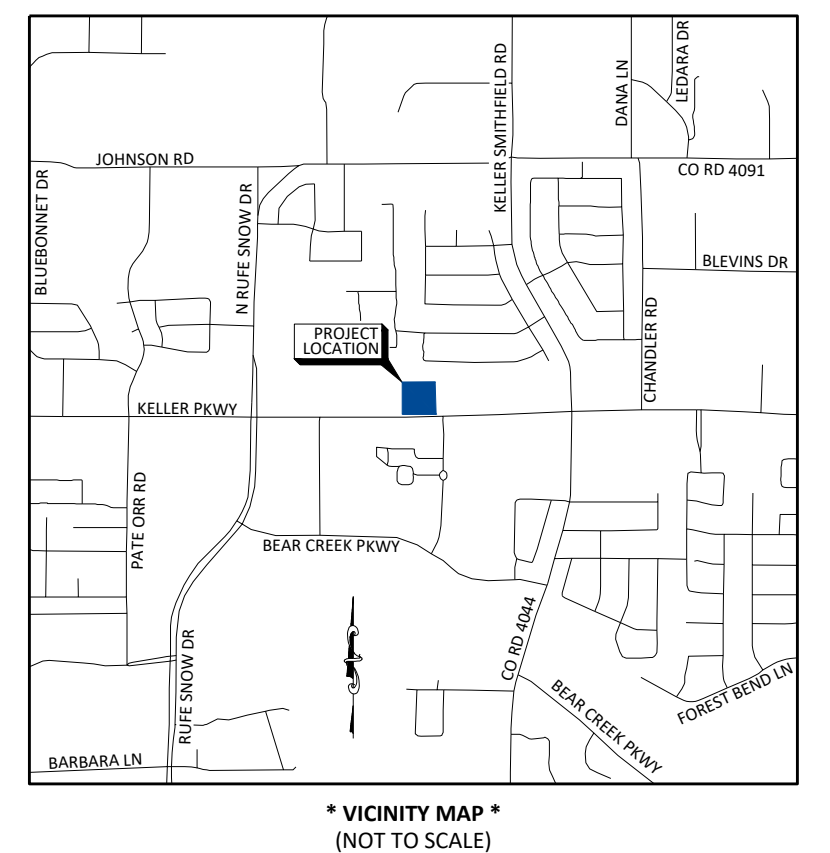 KELLER SMITHFIELD RD
DANA LN
LEDARA DR
JOHNSON RD
CO RD 4091
BLUEBONNET DR
N RUFE SNOW DR
BLEVINS DR
PROJECT
LOCATION
CHANDLER RD
KELLER PKWY
PATE ORR RD
BEAR CREEK PKWY
CO RD 4044
RUFE SNOW DR
FOREST BEND LN
BEAR CREEK PKWY
BARBARA LN
* VICINITY MAP *
(NOT TO SCALE)